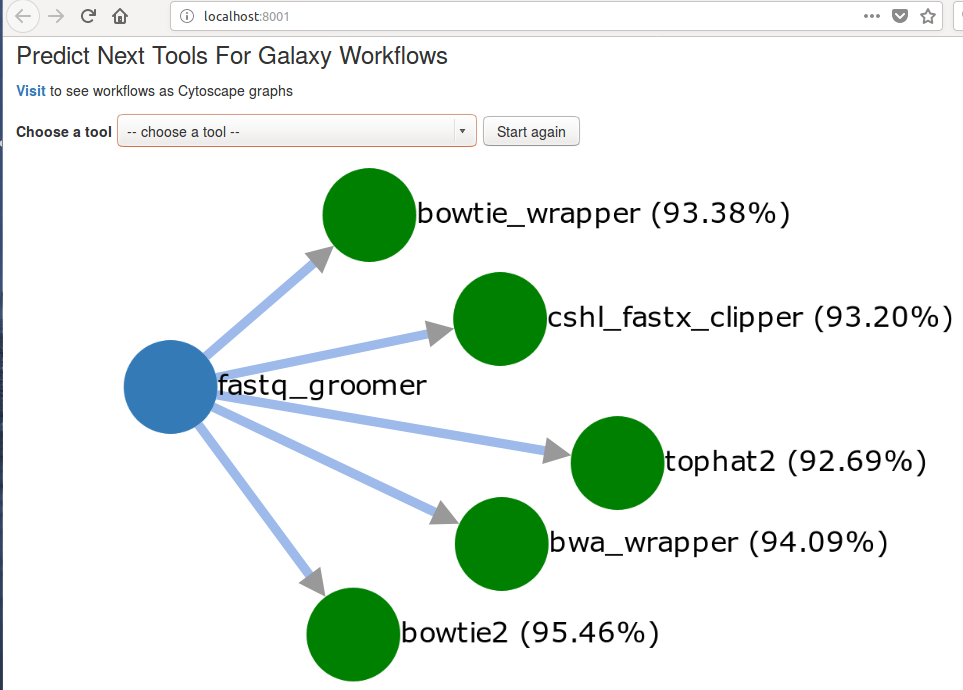 localhost:8001
Predict Next Tools For Galaxy Workflows
Visit to see workflows as Cytoscape graphs
Choose a tool -- choose a tool -- Start again
bowtie_wrapper (93.38%)
cshl_fastx_clipper (93.20%)
fastq_groomer
tophat2 (92.69%)
bwa_wrapper (94.09%)
bowtie2 (95.46%)